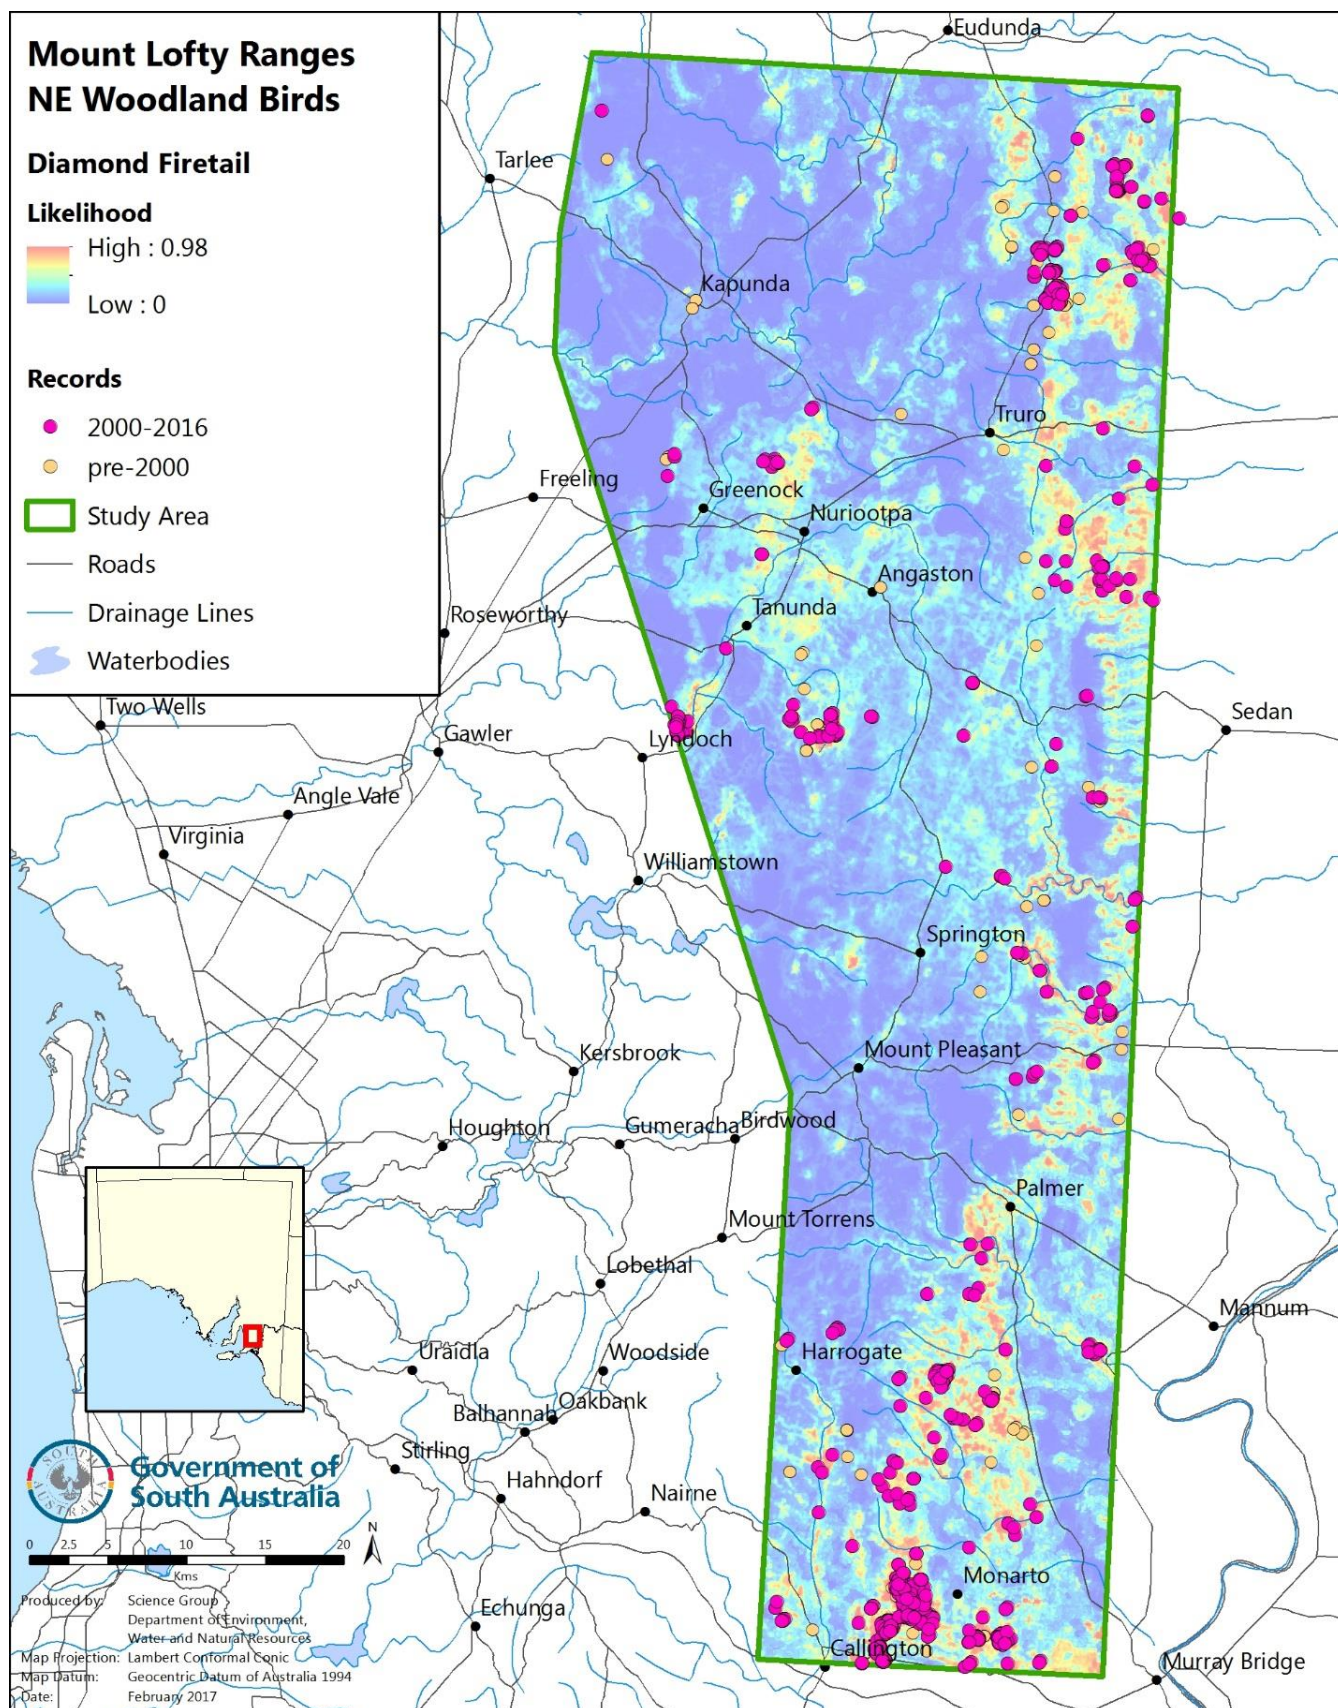 Mount Lofty Ranges
NE Woodland Birds
Diamond Firetail
Likelihood
High : 0.98
Low : 0
Records
2000-2016
pre-2000
Study Area
Roads
Drainage Lines
Waterbodies
Eudunda
Tarlee
Kapunda
Truro
Freeling
Greenock
Nuriootpa
Angaston
Roseworthy
Tanunda
Two Wells
Sedan
Gawler
Lyndoch
Angle Vale
Virginia
Williamstown
Springton
Kersbrook
Mount Pleasant
Houghton
Gumeracha
Birdwood
Palmer
Mount Torrens
Lobethal
Mannum
Uraidla
Woodside
Harrogate
Balhannah
Oakbank
Stirling
Hahndorf
Nairne
Monarto
Echunga
Callington
Murray Bridge
SOUTH
AUSTRALIA
Government of
South Australia
0 2.5 5 10 15 20
Kms
N
Produced by: Science Group
Department of Environment,
Water and Natural Resources
Map Projection: Lambert Conformal Conic
Map Datum: Geocentric Datum of Australia 1994
Date: February 2017